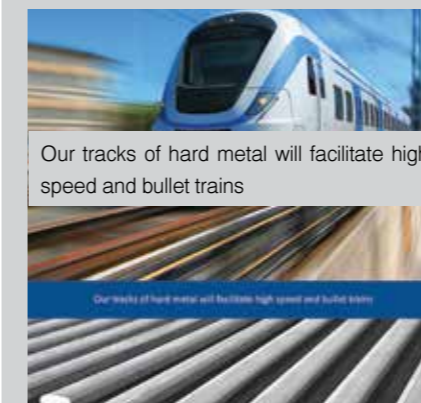 Our tracks of hard metal will facilitate high
speed and bullet trains
Our tracks of hard metal will facilitate high speed and bullet trains